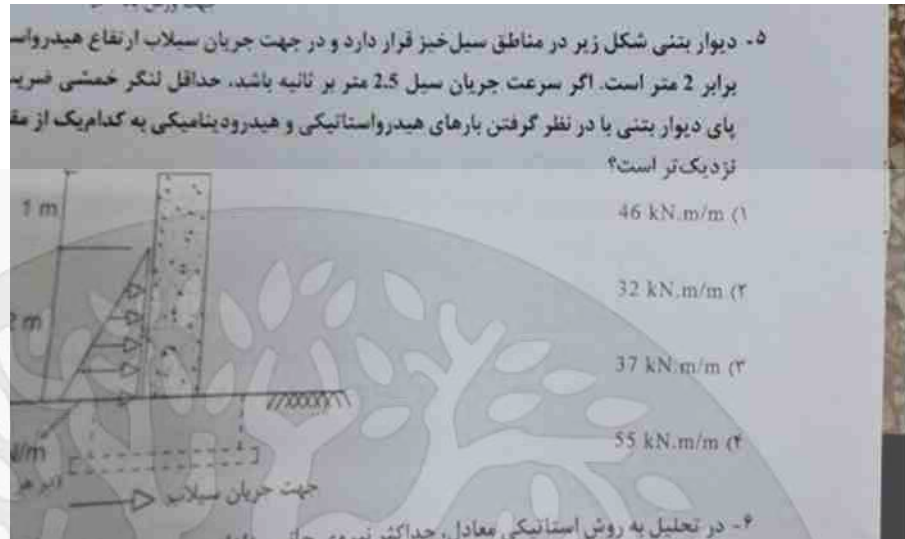 ۵- دیوار بتنی شکل زیر در مناطق سیل‌خیز قرار دارد و در جهت جریان سیلاب ارتفاع
برابر 2 متر است. اگر سرعت جریان سیل 2.5 متر بر ثانیه باشد، حداقل لنگر خمشی
پای دیوار بتنی با در نظر گرفتن بارهای هیدرواستاتیکی و هیدرودینامیکی به کدام‌یک از
نزدیک‌تر است؟
46 kN.m/m (۱
32 kN.m/m (۲
37 kN.m/m (۳
55 kN.m/m (۴
1 m
2 m
N/m
جهت جریان سیلاب
۶- در تحلیل به روش استاتیکی معادل، حداکثر نیروی